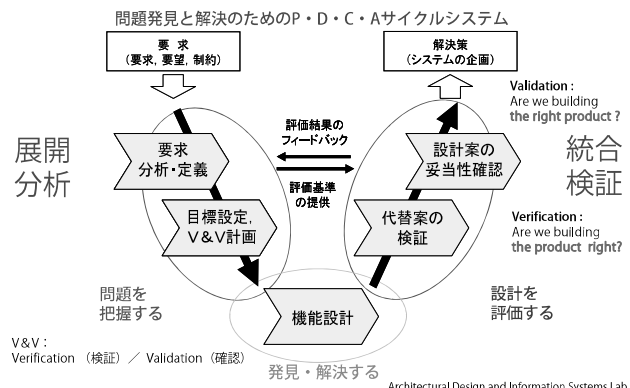 問題発見と解決のためのP・D・C・Aサイクルシステム
要 求
(要求, 要望, 制約)
解決策
(システムの企画)
Validation :
Are we building
the right product ?
展開
分析
評価結果の
フィードバック
評価基準
の提供
要求
分析・定義
設計案の
妥当性確認
統合
検証
目標設定,
V&V計画
代替案の
検証
Verification :
Are we building
the product right?
問題を
把握する
機能設計
設計を
評価する
V&V：
Verification （検証）／ Validation（確認）
発見・解決する
Architectural Design and Information Systems Lab